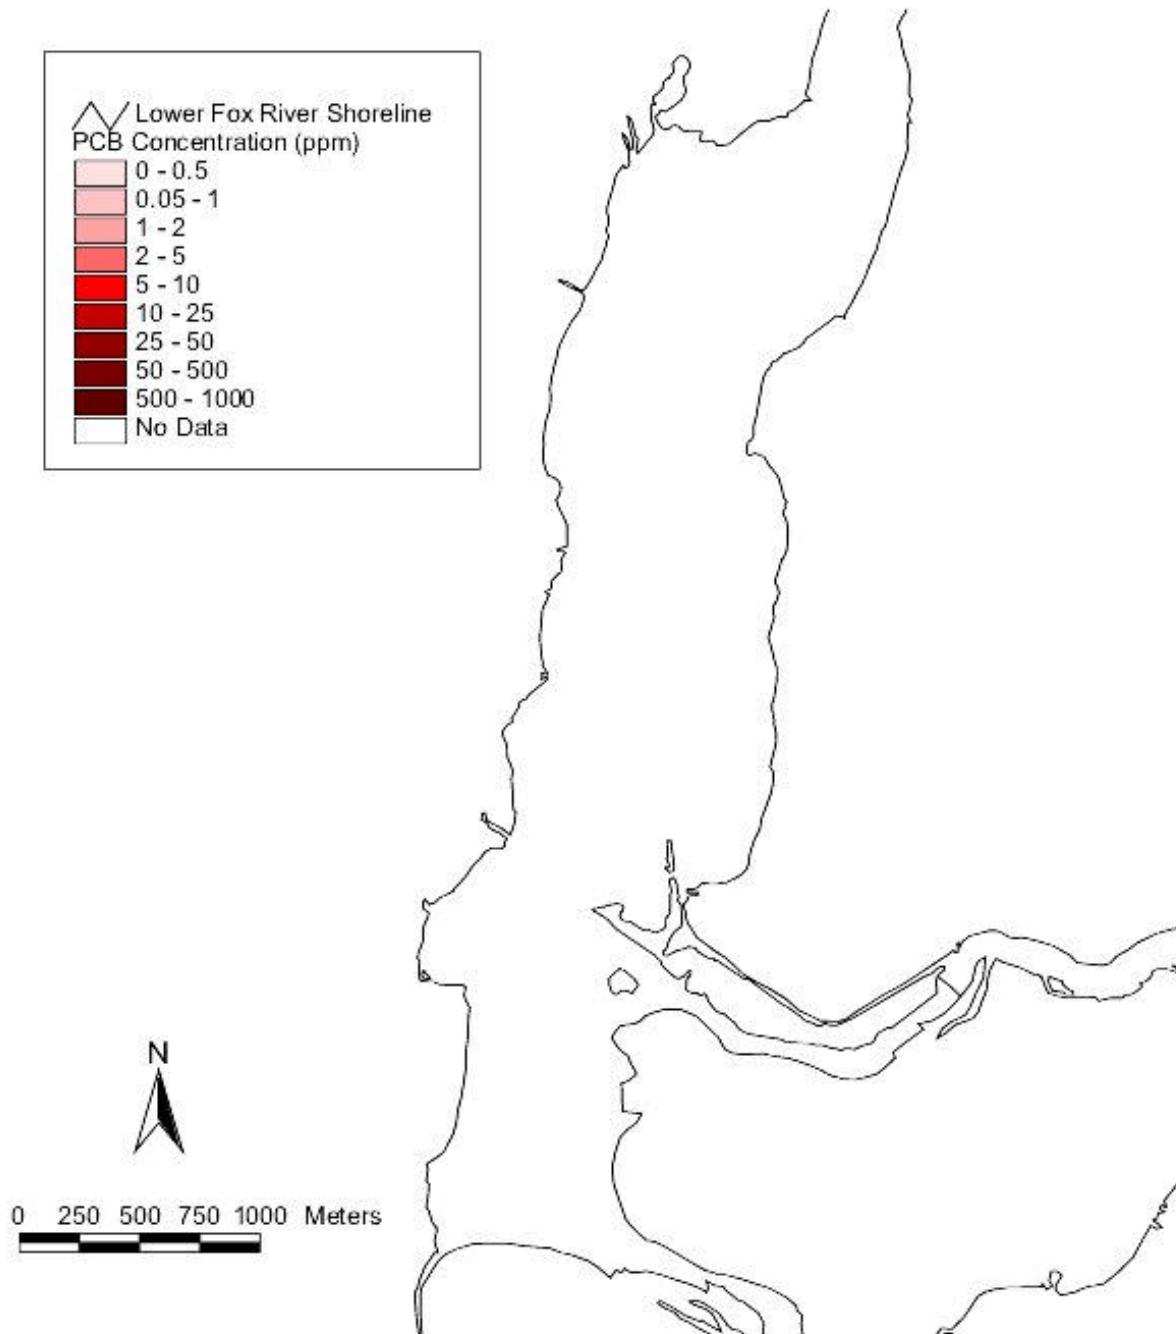 Lower Fox River Shoreline
PCB Concentration (ppm)
0 - 0.5
0.05 - 1
1 - 2
2 - 5
5 - 10
10 - 25
25 - 50
50 - 500
500 - 1000
No Data
N
0 250 500 750 1000 Meters